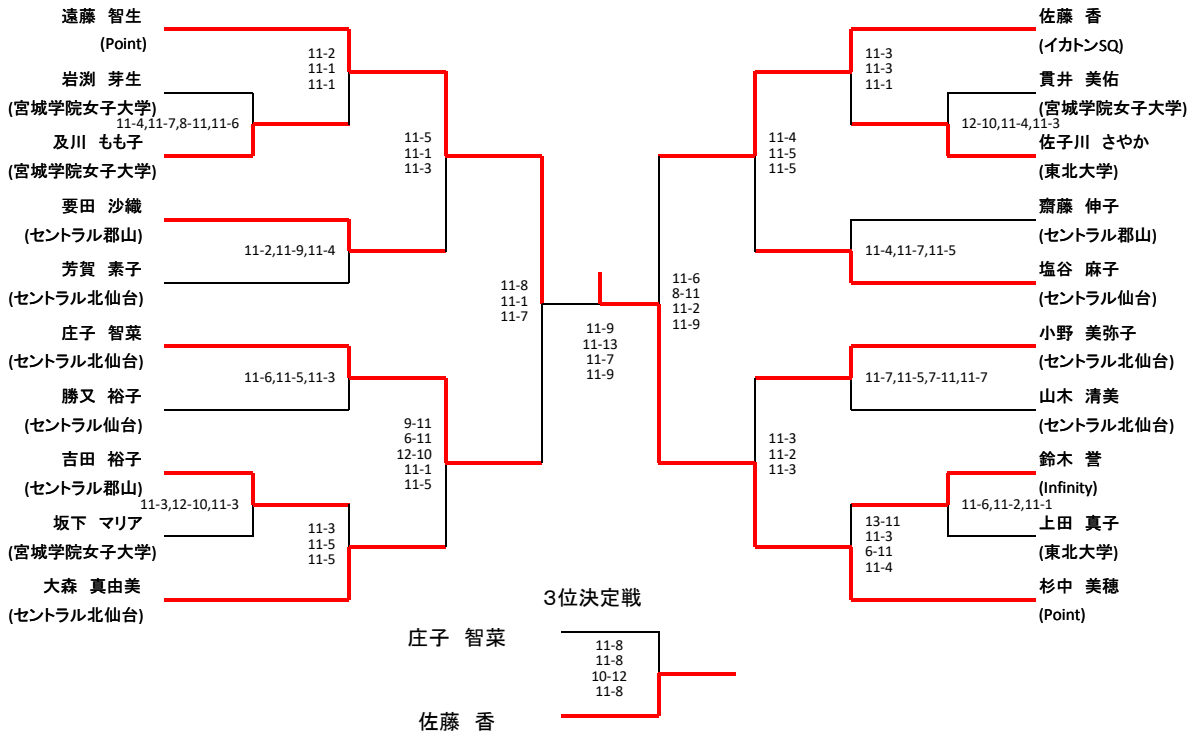 遠藤　智生
(Point)
岩渕　芽生
(宮城学院女子大学)
及川　もも子
(宮城学院女子大学)
要田　沙織
(セントラル郡山)
芳賀　素子
(セントラル北仙台)
庄子　智菜
(セントラル北仙台)
勝又　裕子
(セントラル仙台)
吉田　裕子
(セントラル郡山)
坂下　マリア
(宮城学院女子大学)
大森　真由美
(セントラル北仙台)
11-4,11-7,8-11,11-6
11-3,12-10,11-3
11-2
11-1
11-1
11-2,11-9,11-4
11-6,11-5,11-3
11-3
11-5
11-5
11-5
11-1
11-3
9-11
6-11
12-10
11-1
11-5
11-8
11-1
11-7
11-9
11-13
11-7
11-9
11-6
8-11
11-2
11-9
11-4
11-5
11-5
11-3
11-2
11-3
11-3
11-3
11-1
11-4,11-7,11-5
11-7,11-5,7-11,11-7
13-11
11-3
6-11
11-4
12-10,11-4,11-3
11-6,11-2,11-1
佐藤　香
(イカトンSQ)
貫井　美佑
(宮城学院女子大学)
佐子川　さやか
(東北大学)
齋藤　伸子
(セントラル郡山)
塩谷　麻子
(セントラル仙台)
小野　美弥子
(セントラル北仙台)
山木　清美
(セントラル北仙台)
鈴木　誉
(Infinity)
上田　真子
(東北大学)
杉中　美穂
(Point)
３位決定戦
庄子　智菜
11-8
11-8
10-12
11-8
佐藤　香